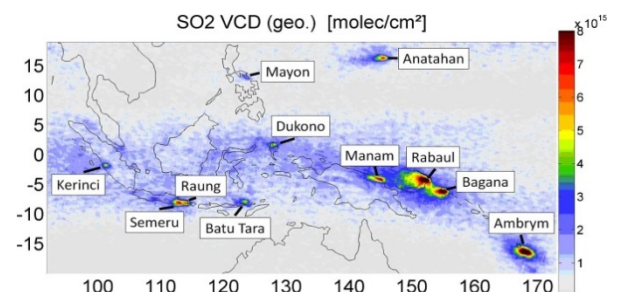 SO2 VCD (geo.) [molec/cm²]
x 10¹⁵
8
7
6
5
4
3
2
1
15
10
5
0
-5
-10
-15
Anatahan
Mayon
Dukono
Manam
Rabaul
Kerinci
Raung
Bagana
Semeru
Batu Tara
Ambrym
100 110 120 130 140 150 160 170